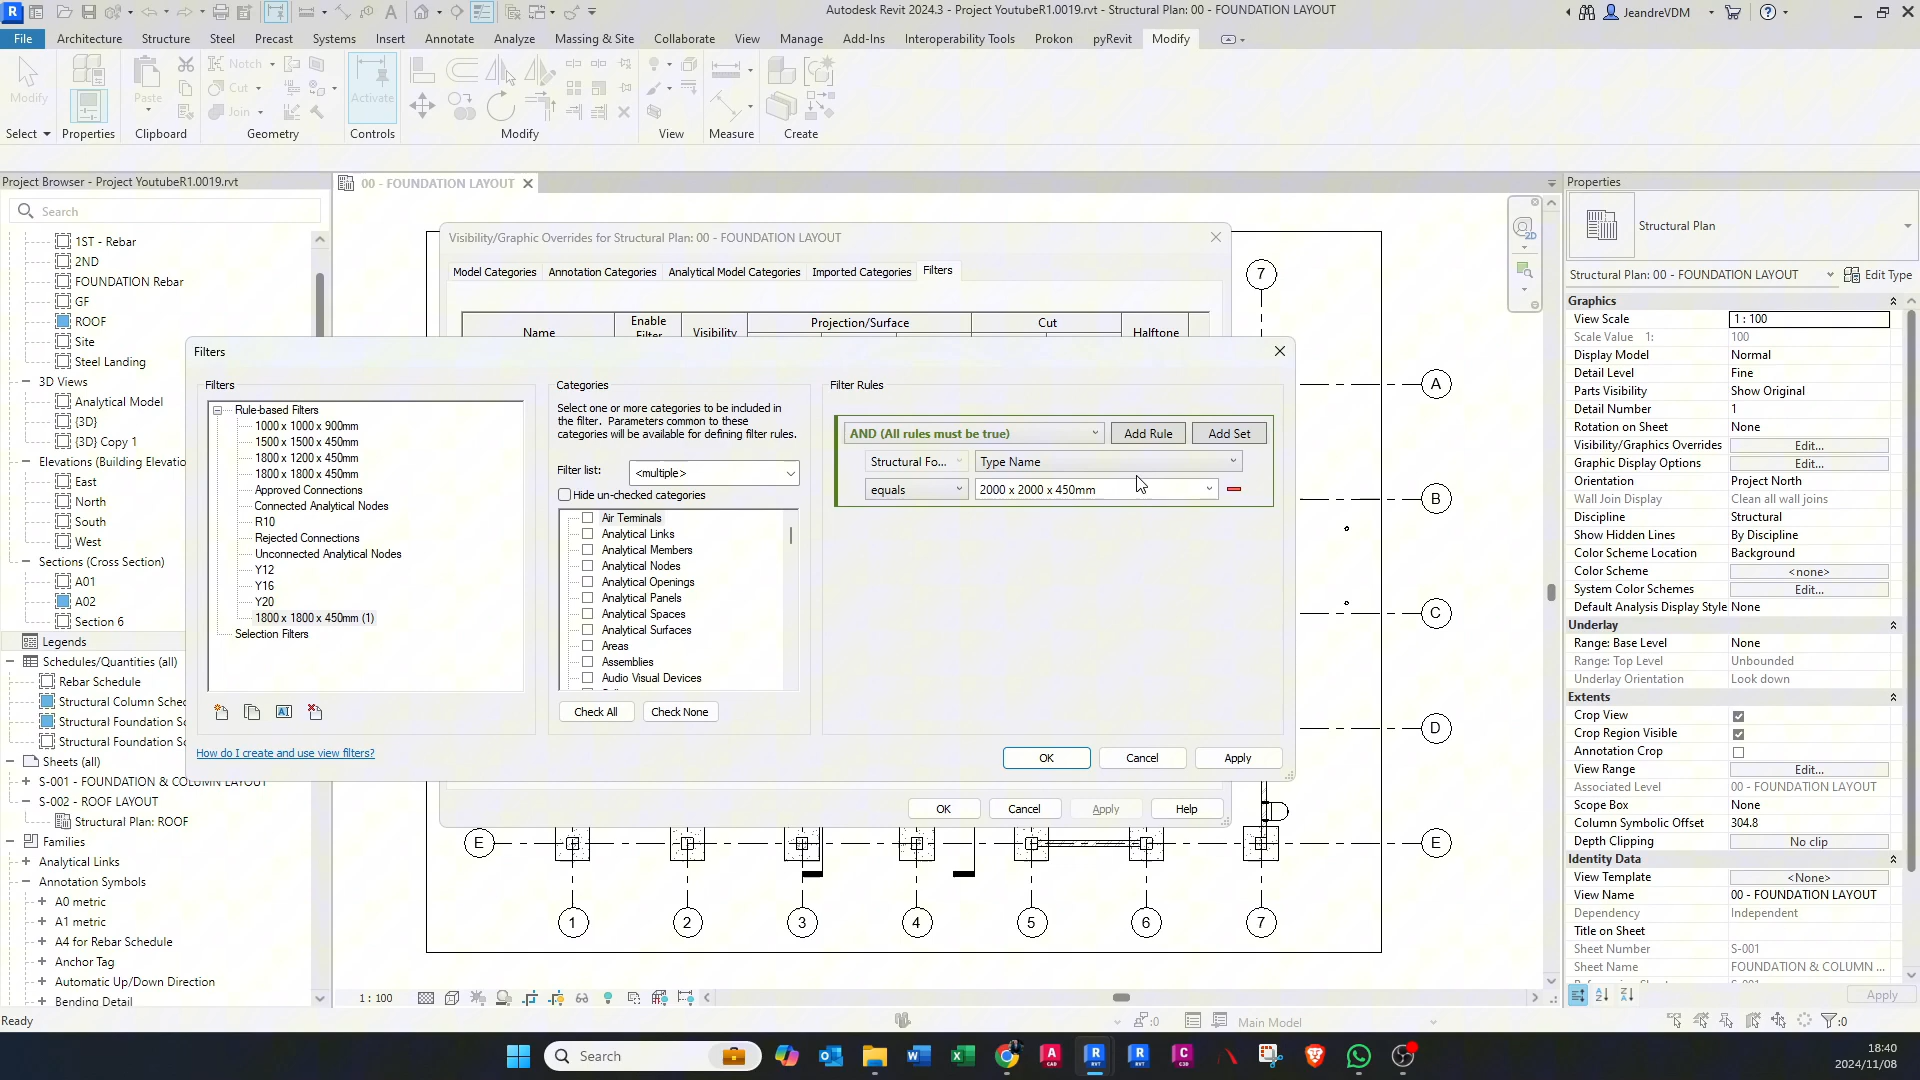 Autodesk Revit 2024.3 - Project YoutubeR1.0019.rvt - Structural Plan: 00 - FOUNDATION LAYOUT
JeandreVDM
File Architecture Structure Steel Precast Systems Insert Annotate Analyze Massing & Site Collaborate View Manage Add-Ins Interoperability Tools Prokon pyRevit Modify
Modify Paste Notch Cut Join Activate
Select Properties Clipboard Geometry Controls Modify View Measure Create
Project Browser - Project YoutubeR1.0019.rvt
Search
1ST - Rebar
2ND
FOUNDATION Rebar
GF
ROOF
Site
Steel Landing
3D Views
Analytical Model
{3D}
{3D} Copy 1
Elevations (Building Elevatio
East
North
South
West
Sections (Cross Section)
A01
A02
Section 6
Legends
Schedules/Quantities (all)
Rebar Schedule
Structural Column Sched
Structural Foundation Sc
Structural Foundation Sc
Sheets (all)
S-001 - FOUNDATION & COLUMN LAYOUT
S-002 - ROOF LAYOUT
Structural Plan: ROOF
Families
Analytical Links
Annotation Symbols
A0 metric
A1 metric
A4 for Rebar Schedule
Anchor Tag
Automatic Up/Down Direction
Bending Detail
00 - FOUNDATION LAYOUT
Visibility/Graphic Overrides for Structural Plan: 00 - FOUNDATION LAYOUT
Model Categories Annotation Categories Analytical Model Categories Imported Categories Filters
Name Enable Filter Visibility Projection/Surface Cut Halftone
Filters
Filters
Rule-based Filters
1000 x 1000 x 900mm
1500 x 1500 x 450mm
1800 x 1200 x 450mm
1800 x 1800 x 450mm
Approved Connections
Connected Analytical Nodes
R10
Rejected Connections
Unconnected Analytical Nodes
Y12
Y16
Y20
1800 x 1800 x 450mm (1)
Selection Filters
How do I create and use view filters?
Categories
Select one or more categories to be included in
the filter. Parameters common to these
categories will be available for defining filter rules.
Filter list: <multiple>
Hide un-checked categories
Air Terminals
Analytical Links
Analytical Members
Analytical Nodes
Analytical Openings
Analytical Panels
Analytical Spaces
Analytical Surfaces
Areas
Assemblies
Audio Visual Devices
Check All Check None
Filter Rules
AND (All rules must be true) Add Rule Add Set
Structural Fo... Type Name
equals 2000 x 2000 x 450mm
OK Cancel Apply
OK Cancel Apply Help
7
A
B
C
D
E E
1 2 3 4 5 6 7
2D
Properties
Structural Plan
Structural Plan: 00 - FOUNDATION LAYOUT Edit Type
Graphics
View Scale 1 : 100
Scale Value 1: 100
Display Model Normal
Detail Level Fine
Parts Visibility Show Original
Detail Number 1
Rotation on Sheet None
Visibility/Graphics Overrides Edit...
Graphic Display Options Edit...
Orientation Project North
Wall Join Display Clean all wall joins
Discipline Structural
Show Hidden Lines By Discipline
Color Scheme Location Background
Color Scheme <none>
System Color Schemes Edit...
Default Analysis Display Style None
Underlay
Range: Base Level None
Range: Top Level Unbounded
Underlay Orientation Look down
Extents
Crop View
Crop Region Visible
Annotation Crop
View Range Edit...
Associated Level 00 - FOUNDATION LAYOUT
Scope Box None
Column Symbolic Offset 304.8
Depth Clipping No clip
Identity Data
View Template <None>
View Name 00 - FOUNDATION LAYOUT
Dependency Independent
Title on Sheet
Sheet Number S-001
Sheet Name FOUNDATION & COLUMN ...
Apply
1 : 100
Ready
:0
Main Model
:0
Search
18:40
2024/11/08